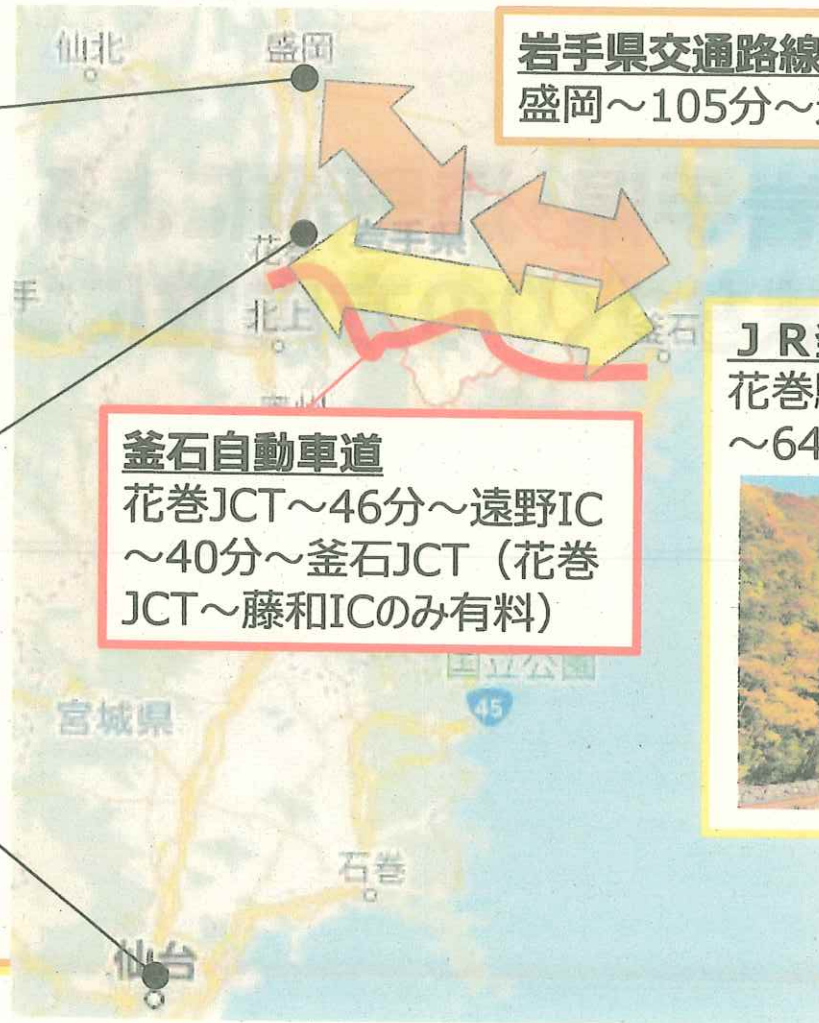 仙北
盛岡
岩手県交通路線
盛岡～105分～
花
岩手県
手
北上
釜石
JR
花巻
～64
釜石自動車道
花巻JCT～46分～遠野IC
～40分～釜石JCT（花巻
JCT～藤和ICのみ有料）
国立公園
宮城県
45
石巻
仙台